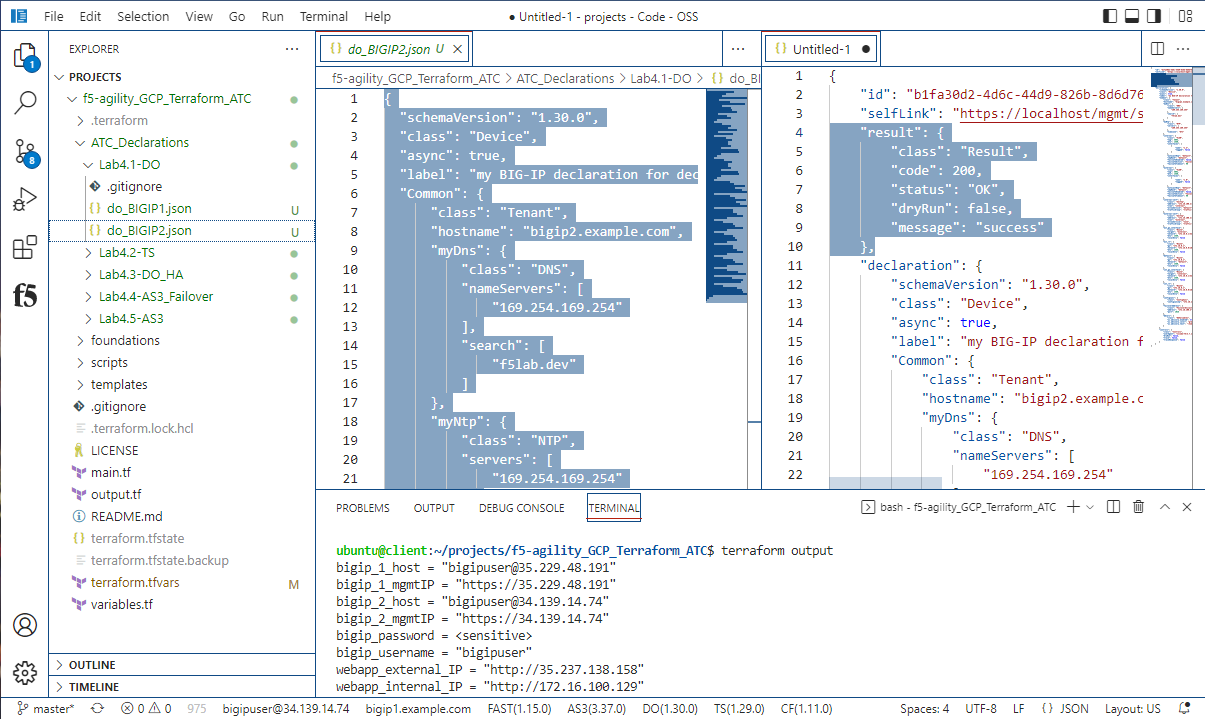 File Edit Selection View Go Run Terminal Help
● Untitled-1 - projects - Code - OSS
EXPLORER ···
PROJECTS
f5-agility_GCP_Terraform_ATC
.terraform
ATC_Declarations
Lab4.1-DO
.gitignore
{ } do_BIGIP1.json U
{ } do_BIGIP2.json U
Lab4.2-TS
Lab4.3-DO_HA
Lab4.4-AS3_Failover
Lab4.5-AS3
foundations
scripts
templates
.gitignore
.terraform.lock.hcl
LICENSE
main.tf
output.tf
README.md
{ } terraform.tfstate
terraform.tfstate.backup
terraform.tfvars M
variables.tf
OUTLINE
TIMELINE
1
8
f5
{ } do_BIGIP2.json U ×
f5-agility_GCP_Terraform_ATC > ATC_Declarations > Lab4.1-DO > { } do_BI
1 {
2 "schemaVersion": "1.30.0",
3 "class": "Device",
4 "async": true,
5 "label": "my BIG-IP declaration for dec
6 "Common": {
7 "class": "Tenant",
8 "hostname": "bigip2.example.com",
9 "myDns": {
10 "class": "DNS",
11 "nameServers": [
12 "169.254.169.254"
13 ],
14 "search": [
15 "f5lab.dev"
16 ]
17 },
18 "myNtp": {
19 "class": "NTP",
20 "servers": [
21 "169.254.169.254"
{ } Untitled-1 ●
1 {
2 "id": "b1fa30d2-4d6c-44d9-826b-8d6d76
3 "selfLink": "https://localhost/mgmt/s
4 "result": {
5 "class": "Result",
6 "code": 200,
7 "status": "OK",
8 "dryRun": false,
9 "message": "success"
10 },
11 "declaration": {
12 "schemaVersion": "1.30.0",
13 "class": "Device",
14 "async": true,
15 "label": "my BIG-IP declaration f
16 "Common": {
17 "class": "Tenant",
18 "hostname": "bigip2.example.c
19 "myDns": {
20 "class": "DNS",
21 "nameServers": [
22 "169.254.169.254"
PROBLEMS OUTPUT DEBUG CONSOLE TERMINAL
bash - f5-agility_GCP_Terraform_ATC
ubuntu@client:~/projects/f5-agility_GCP_Terraform_ATC$ terraform output
bigip_1_host = "bigipuser@35.229.48.191"
bigip_1_mgmtIP = "https://35.229.48.191"
bigip_2_host = "bigipuser@34.139.14.74"
bigip_2_mgmtIP = "https://34.139.14.74"
bigip_password = <sensitive>
bigip_username = "bigipuser"
webapp_external_IP = "http://35.237.138.158"
webapp_internal_IP = "http://172.16.100.129"
master* 0 0 975 bigipuser@34.139.14.74 bigip1.example.com FAST(1.15.0) AS3(3.37.0) DO(1.30.0) TS(1.29.0) CF(1.11.0) Spaces: 4 UTF-8 LF { } JSON Layout: US